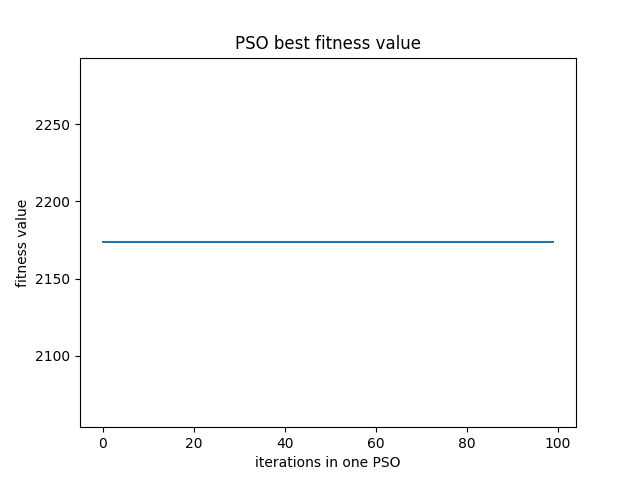 PSO best fitness value
fitness value
2250
2200
2150
2100
0 20 40 60 80 100
iterations in one PSO